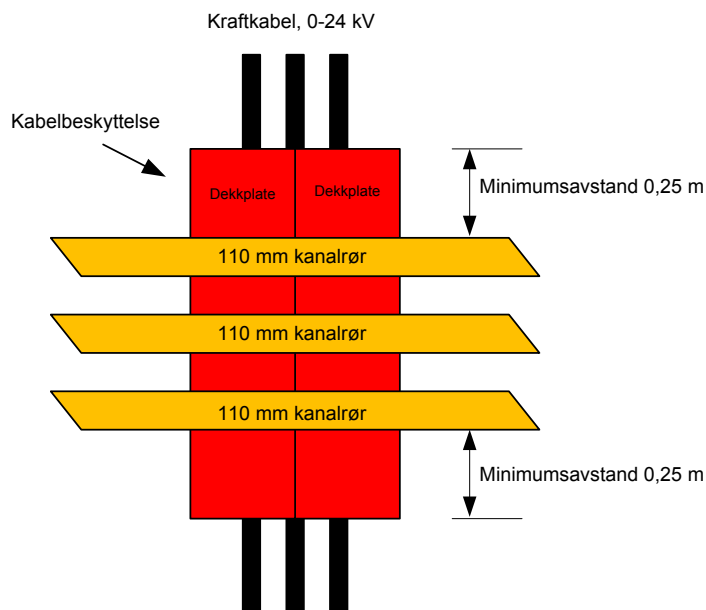 Kraftkabel, 0-24 kV
Kabelbeskyttelse
Dekkplate
Dekkplate
Minimumsavstand 0,25 m
110 mm kanalrør
110 mm kanalrør
110 mm kanalrør
Minimumsavstand 0,25 m